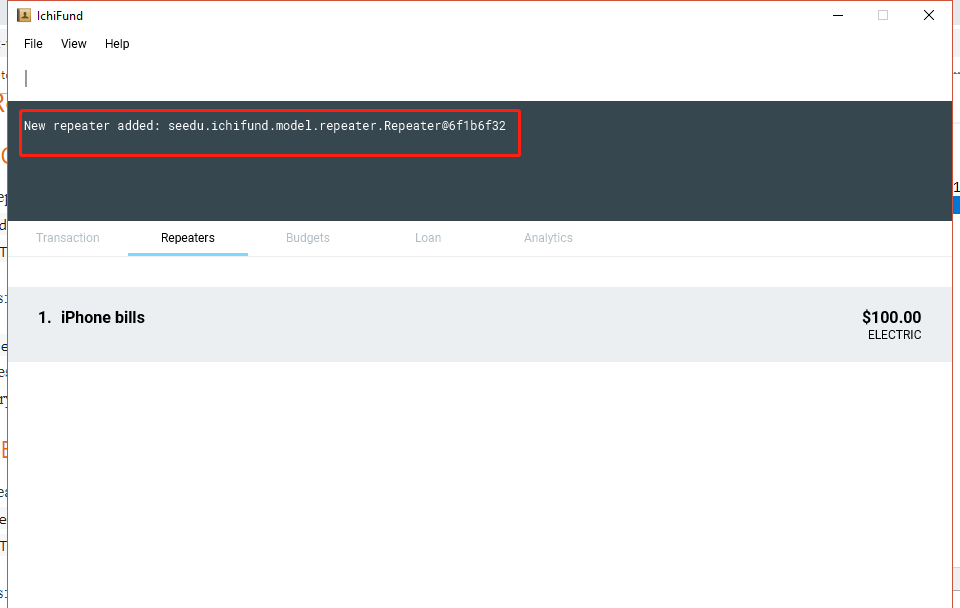 IchiFund
File View Help
New repeater added: seedu.ichifund.model.repeater.Repeater@6f1b6f32
Transaction Repeaters Budgets Loan Analytics
1. iPhone bills $100.00
ELECTRIC